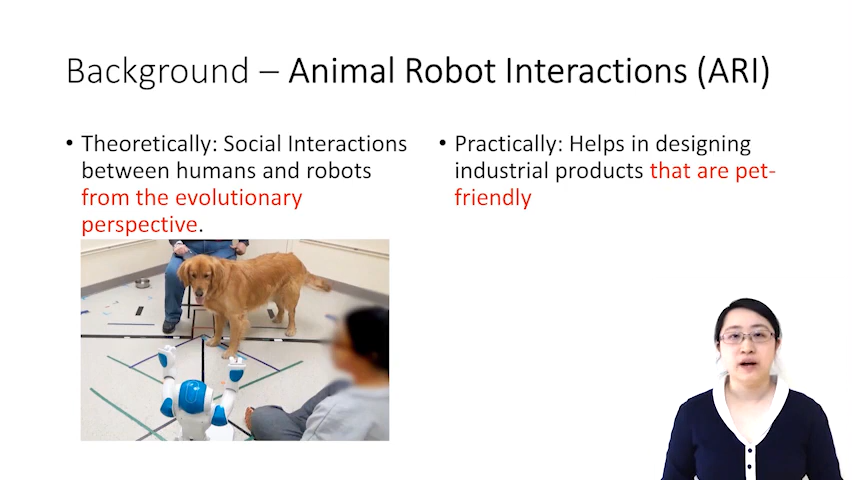 Background – Animal Robot Interactions (ARI)
• Theoretically: Social Interactions
between humans and robots
from the evolutionary
perspective.
• Practically: Helps in designing
industrial products that are pet-
friendly